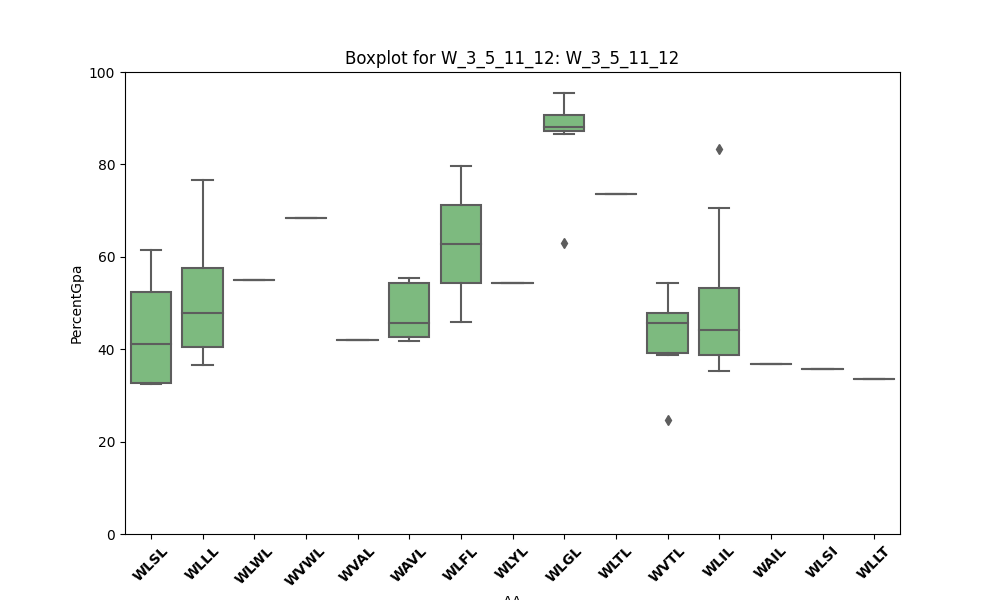 Boxplot for W_3_5_11_12: W_3_5_11_12
PercentGpa
100
80
60
40
20
0
WLSL
WLLL
WLWL
WVWL
WVAL
WAVL
WLFL
WLYL
WLGL
WLTL
WVTL
WLIL
WAIL
WLSI
WLLT
AA